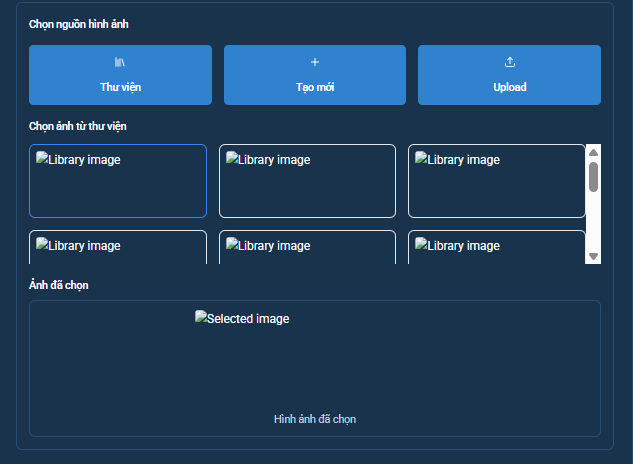 Chọn nguồn hình ảnh
Thư viện
Tạo mới
Upload
Chọn ảnh từ thư viện
Library image
Library image
Library image
Library image
Library image
Library image
Ảnh đã chọn
Selected image
Hình ảnh đã chọn